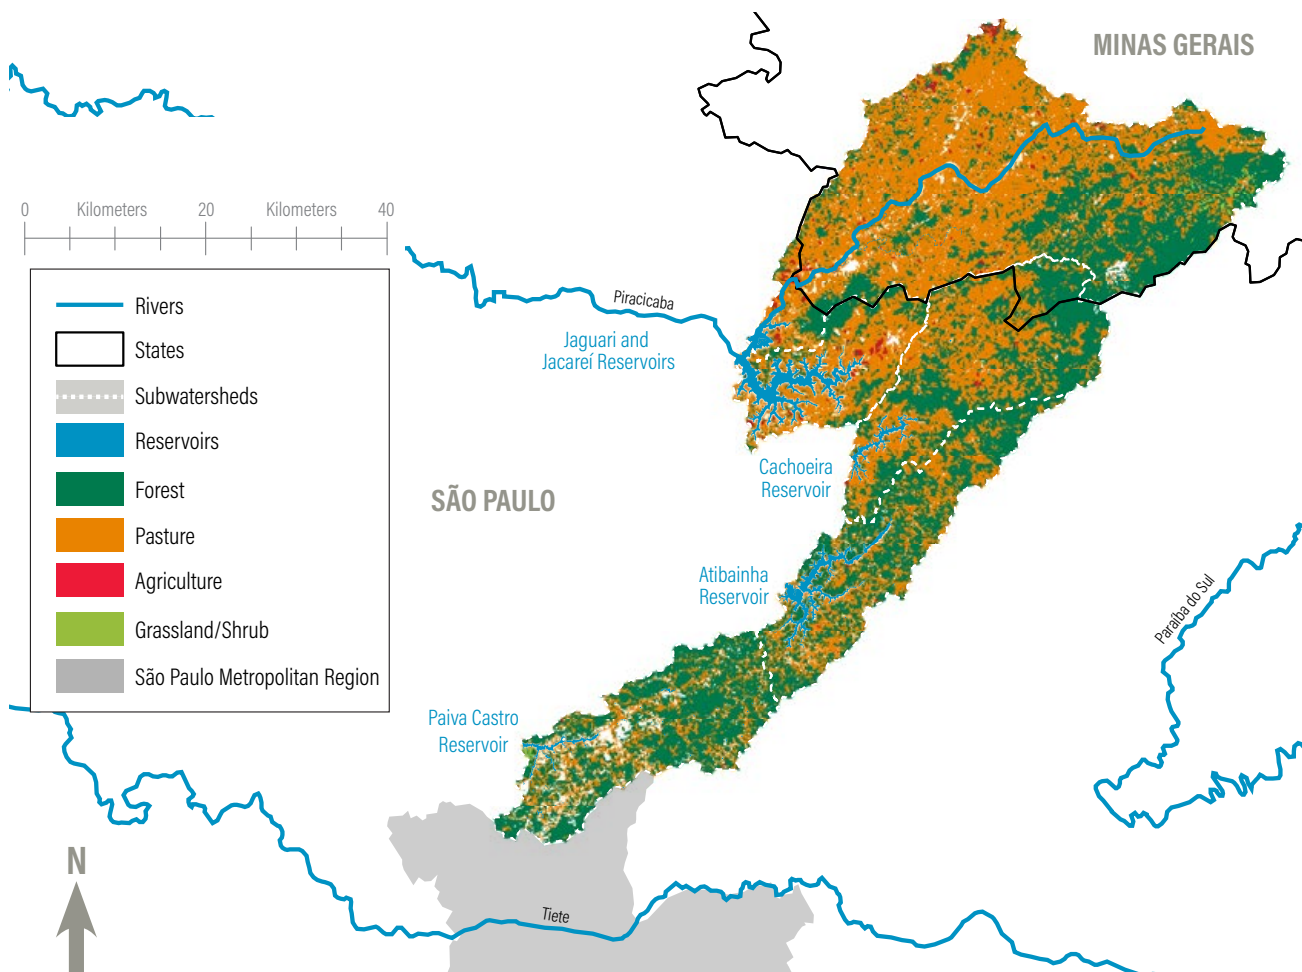 MINAS GERAIS
0 Kilometers 20 Kilometers 40
Rivers
States
Subwatersheds
Reservoirs
Forest
Pasture
Agriculture
Grassland/Shrub
São Paulo Metropolitan Region
Piracicaba
Jaguari and
Jacareí Reservoirs
Cachoeira
Reservoir
SÃO PAULO
Atibainha
Reservoir
Paraíba do Sul
Paiva Castro
Reservoir
N
Tiete